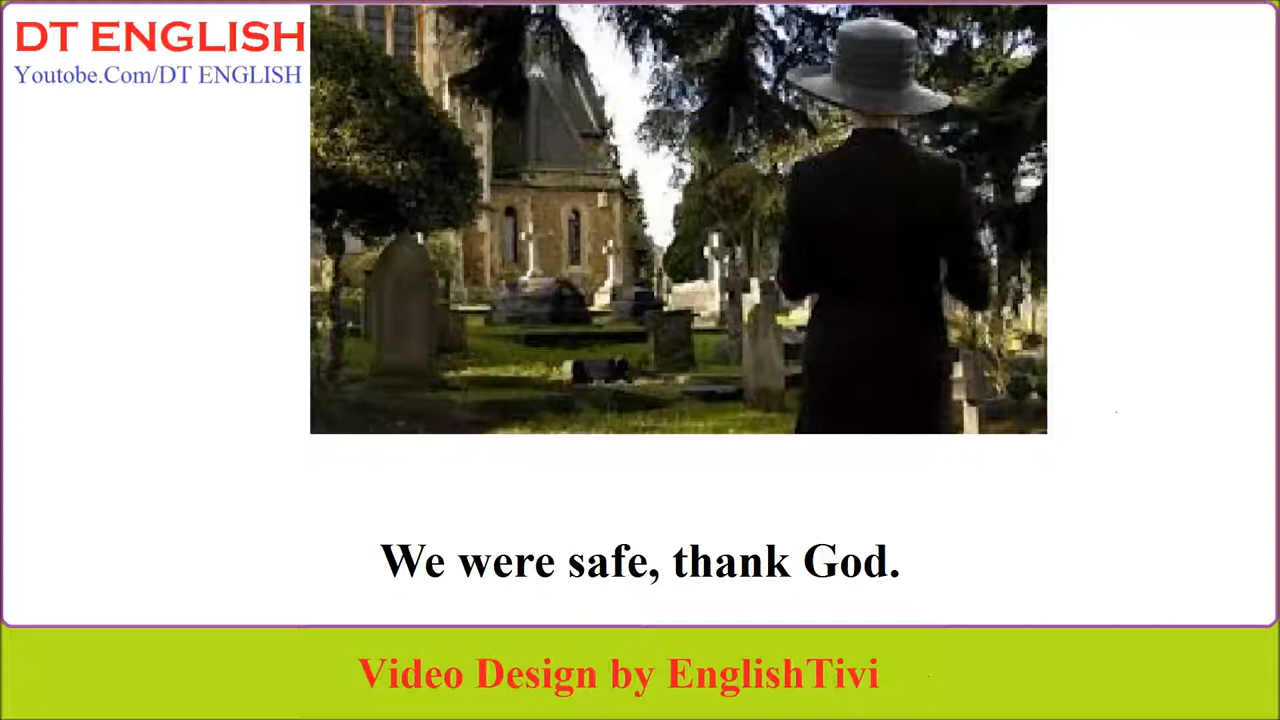 DT ENGLISH
Youtobe.Com/DT ENGLISH
We were safe, thank God.
Video Design by EnglishTivi